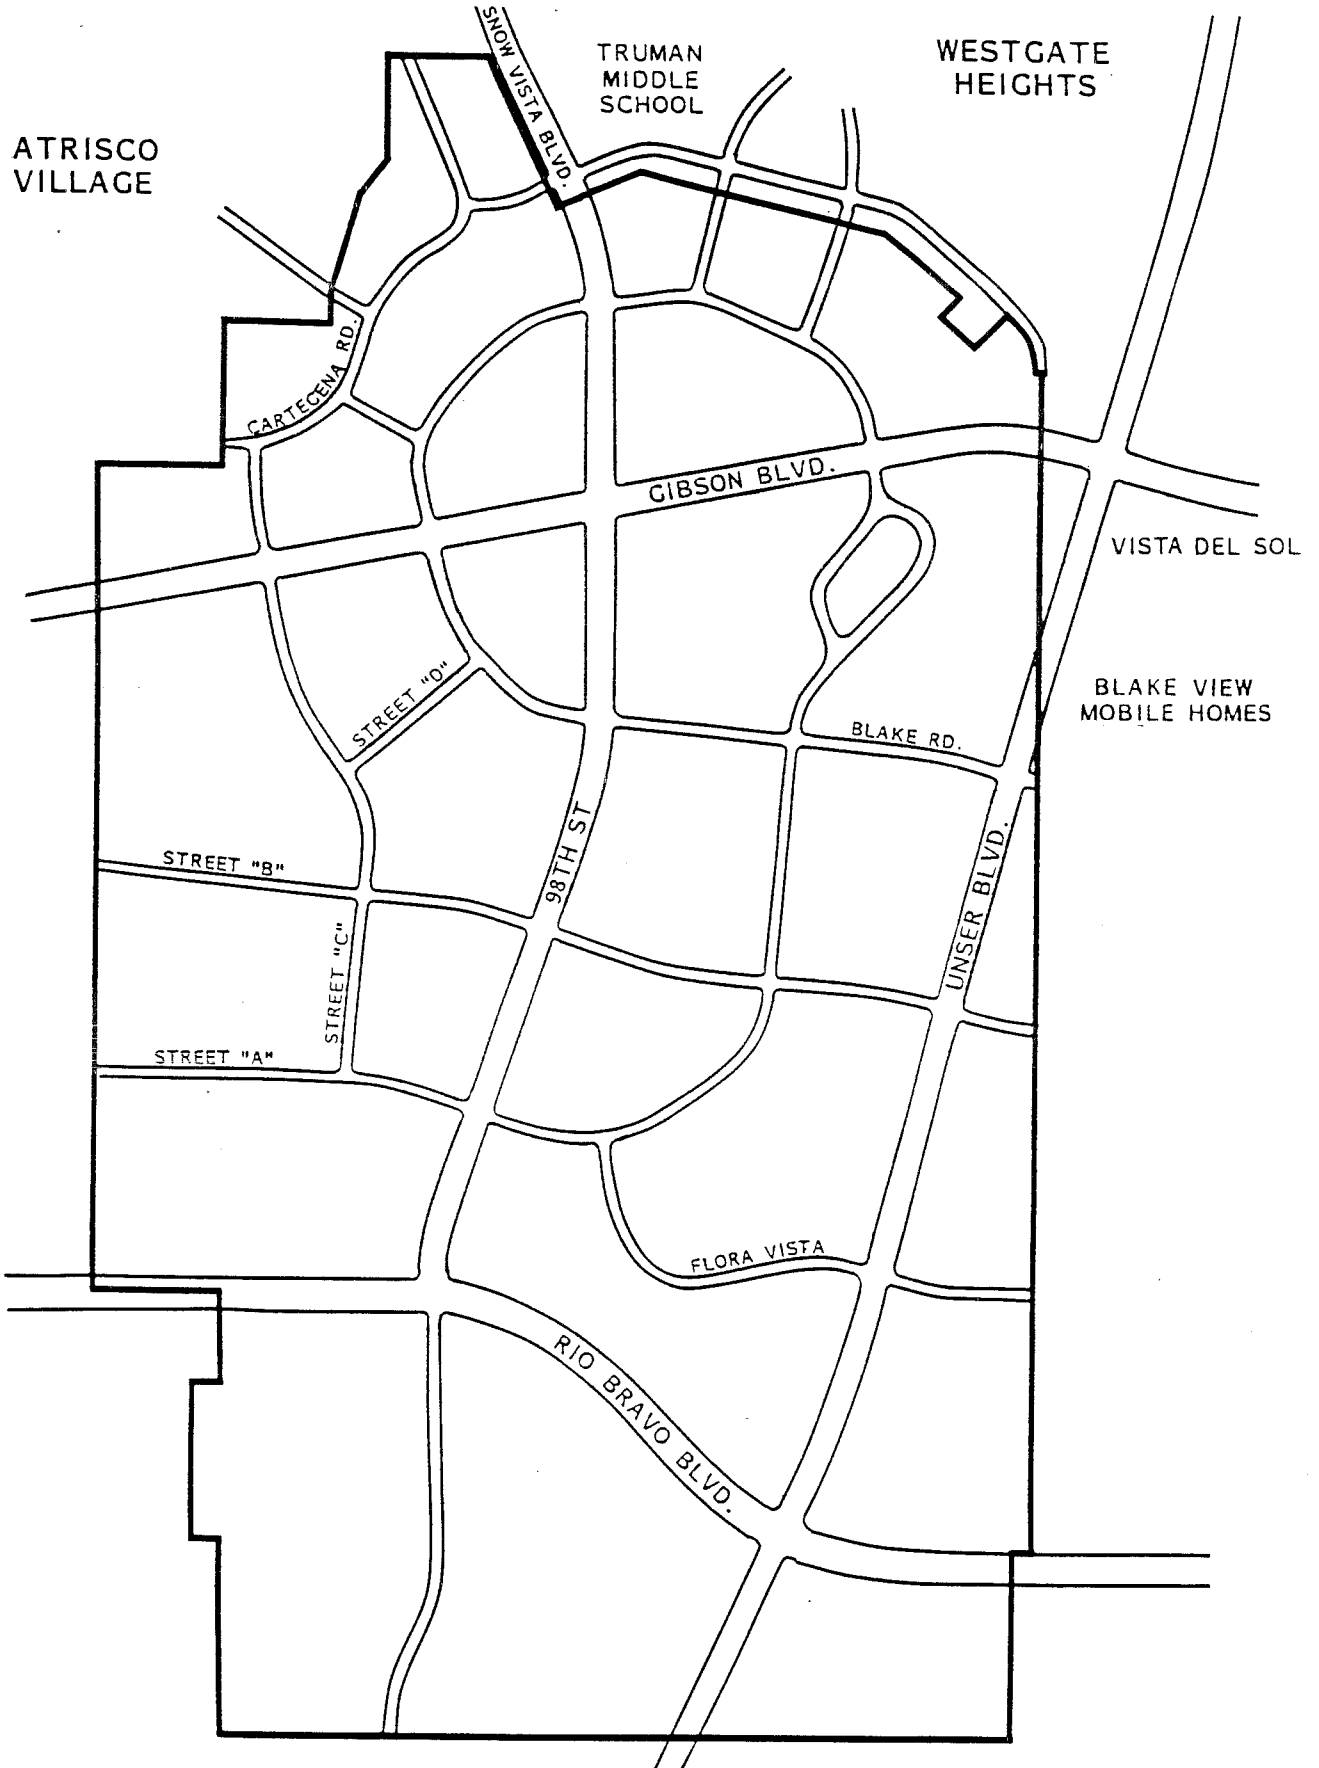 SNOW VISTA BLVD.
TRUMAN
MIDDLE
SCHOOL
WESTGATE
HEIGHTS
ATRISCO
VILLAGE
CARTEGENA RD.
GIBSON BLVD.
VISTA DEL SOL
STREET "D"
BLAKE VIEW
MOBILE HOMES
BLAKE RD.
98TH ST
STREET "B"
UNSER BLVD.
STREET "C"
STREET "A"
FLORA VISTA
RIO BRAVO BLVD.